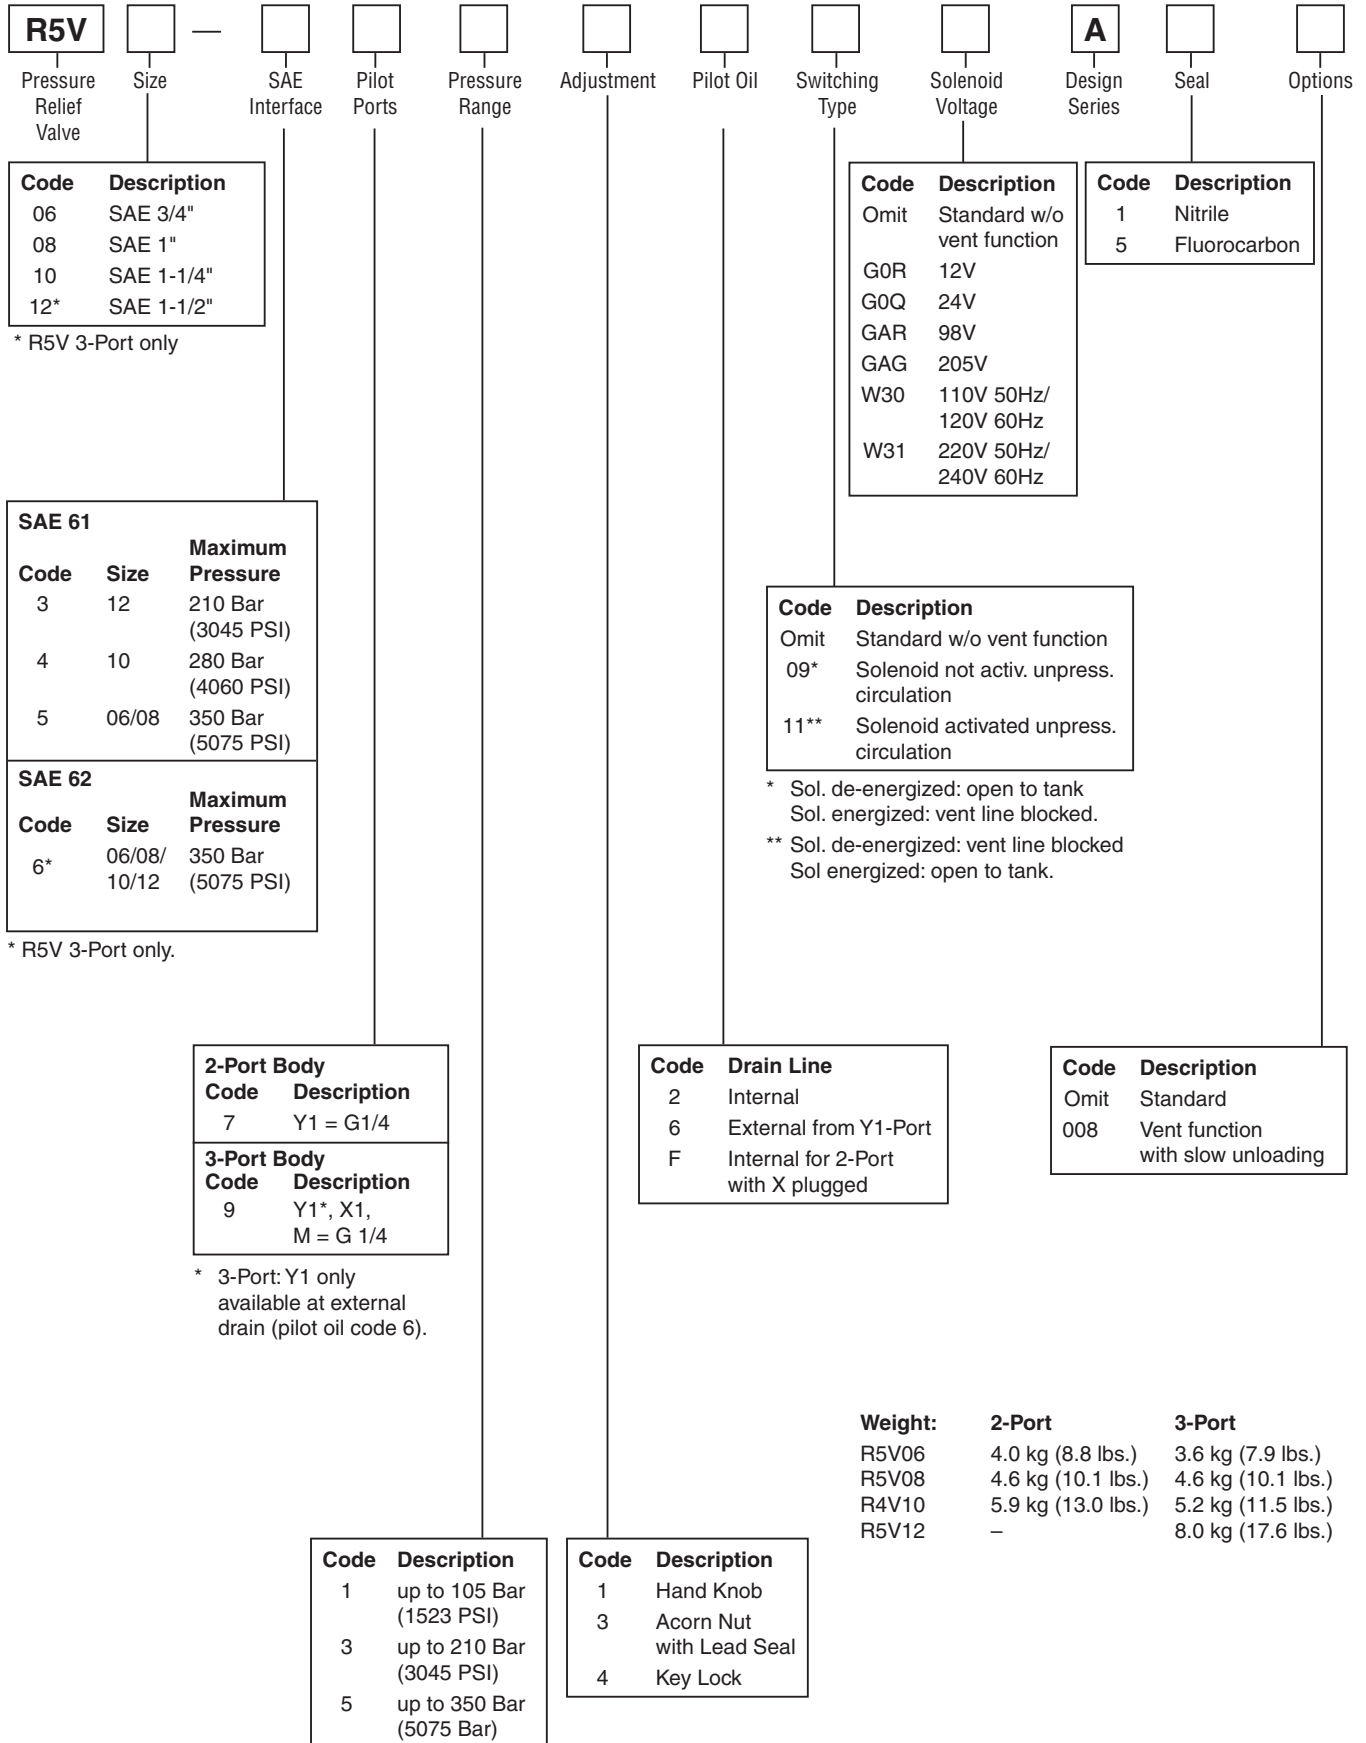 R5V — A
Pressure Relief Valve
Size
SAE Interface
Pilot Ports
Pressure Range
Adjustment
Pilot Oil
Switching Type
Solenoid Voltage
Design Series
Seal
Options
Code Description
06 SAE 3/4"
08 SAE 1"
10 SAE 1-1/4"
12* SAE 1-1/2"
* R5V 3-Port only
Code Description
Omit Standard w/o
vent function
G0R 12V
G0Q 24V
GAR 98V
GAG 205V
W30 110V 50Hz/
120V 60Hz
W31 220V 50Hz/
240V 60Hz
Code Description
1 Nitrile
5 Fluorocarbon
SAE 61
Maximum
Code Size Pressure
3 12 210 Bar
(3045 PSI)
4 10 280 Bar
(4060 PSI)
5 06/08 350 Bar
(5075 PSI)
SAE 62
Maximum
Code Size Pressure
6* 06/08/ 350 Bar
10/12 (5075 PSI)
* R5V 3-Port only.
Code Description
Omit Standard w/o vent function
09* Solenoid not activ. unpress.
circulation
11** Solenoid activated unpress.
circulation
* Sol. de-energized: open to tank
Sol. energized: vent line blocked.
** Sol. de-energized: vent line blocked
Sol energized: open to tank.
2-Port Body
Code Description
7 Y1 = G1/4
3-Port Body
Code Description
9 Y1*, X1,
M = G 1/4
* 3-Port: Y1 only
available at external
drain (pilot oil code 6).
Code Drain Line
2 Internal
6 External from Y1-Port
F Internal for 2-Port
with X plugged
Code Description
Omit Standard
008 Vent function
with slow unloading
Weight: 2-Port 3-Port
R5V06 4.0 kg (8.8 lbs.) 3.6 kg (7.9 lbs.)
R5V08 4.6 kg (10.1 lbs.) 4.6 kg (10.1 lbs.)
R4V10 5.9 kg (13.0 lbs.) 5.2 kg (11.5 lbs.)
R5V12 – 8.0 kg (17.6 lbs.)
Code Description
1 up to 105 Bar
(1523 PSI)
3 up to 210 Bar
(3045 PSI)
5 up to 350 Bar
(5075 Bar)
Code Description
1 Hand Knob
3 Acorn Nut
with Lead Seal
4 Key Lock